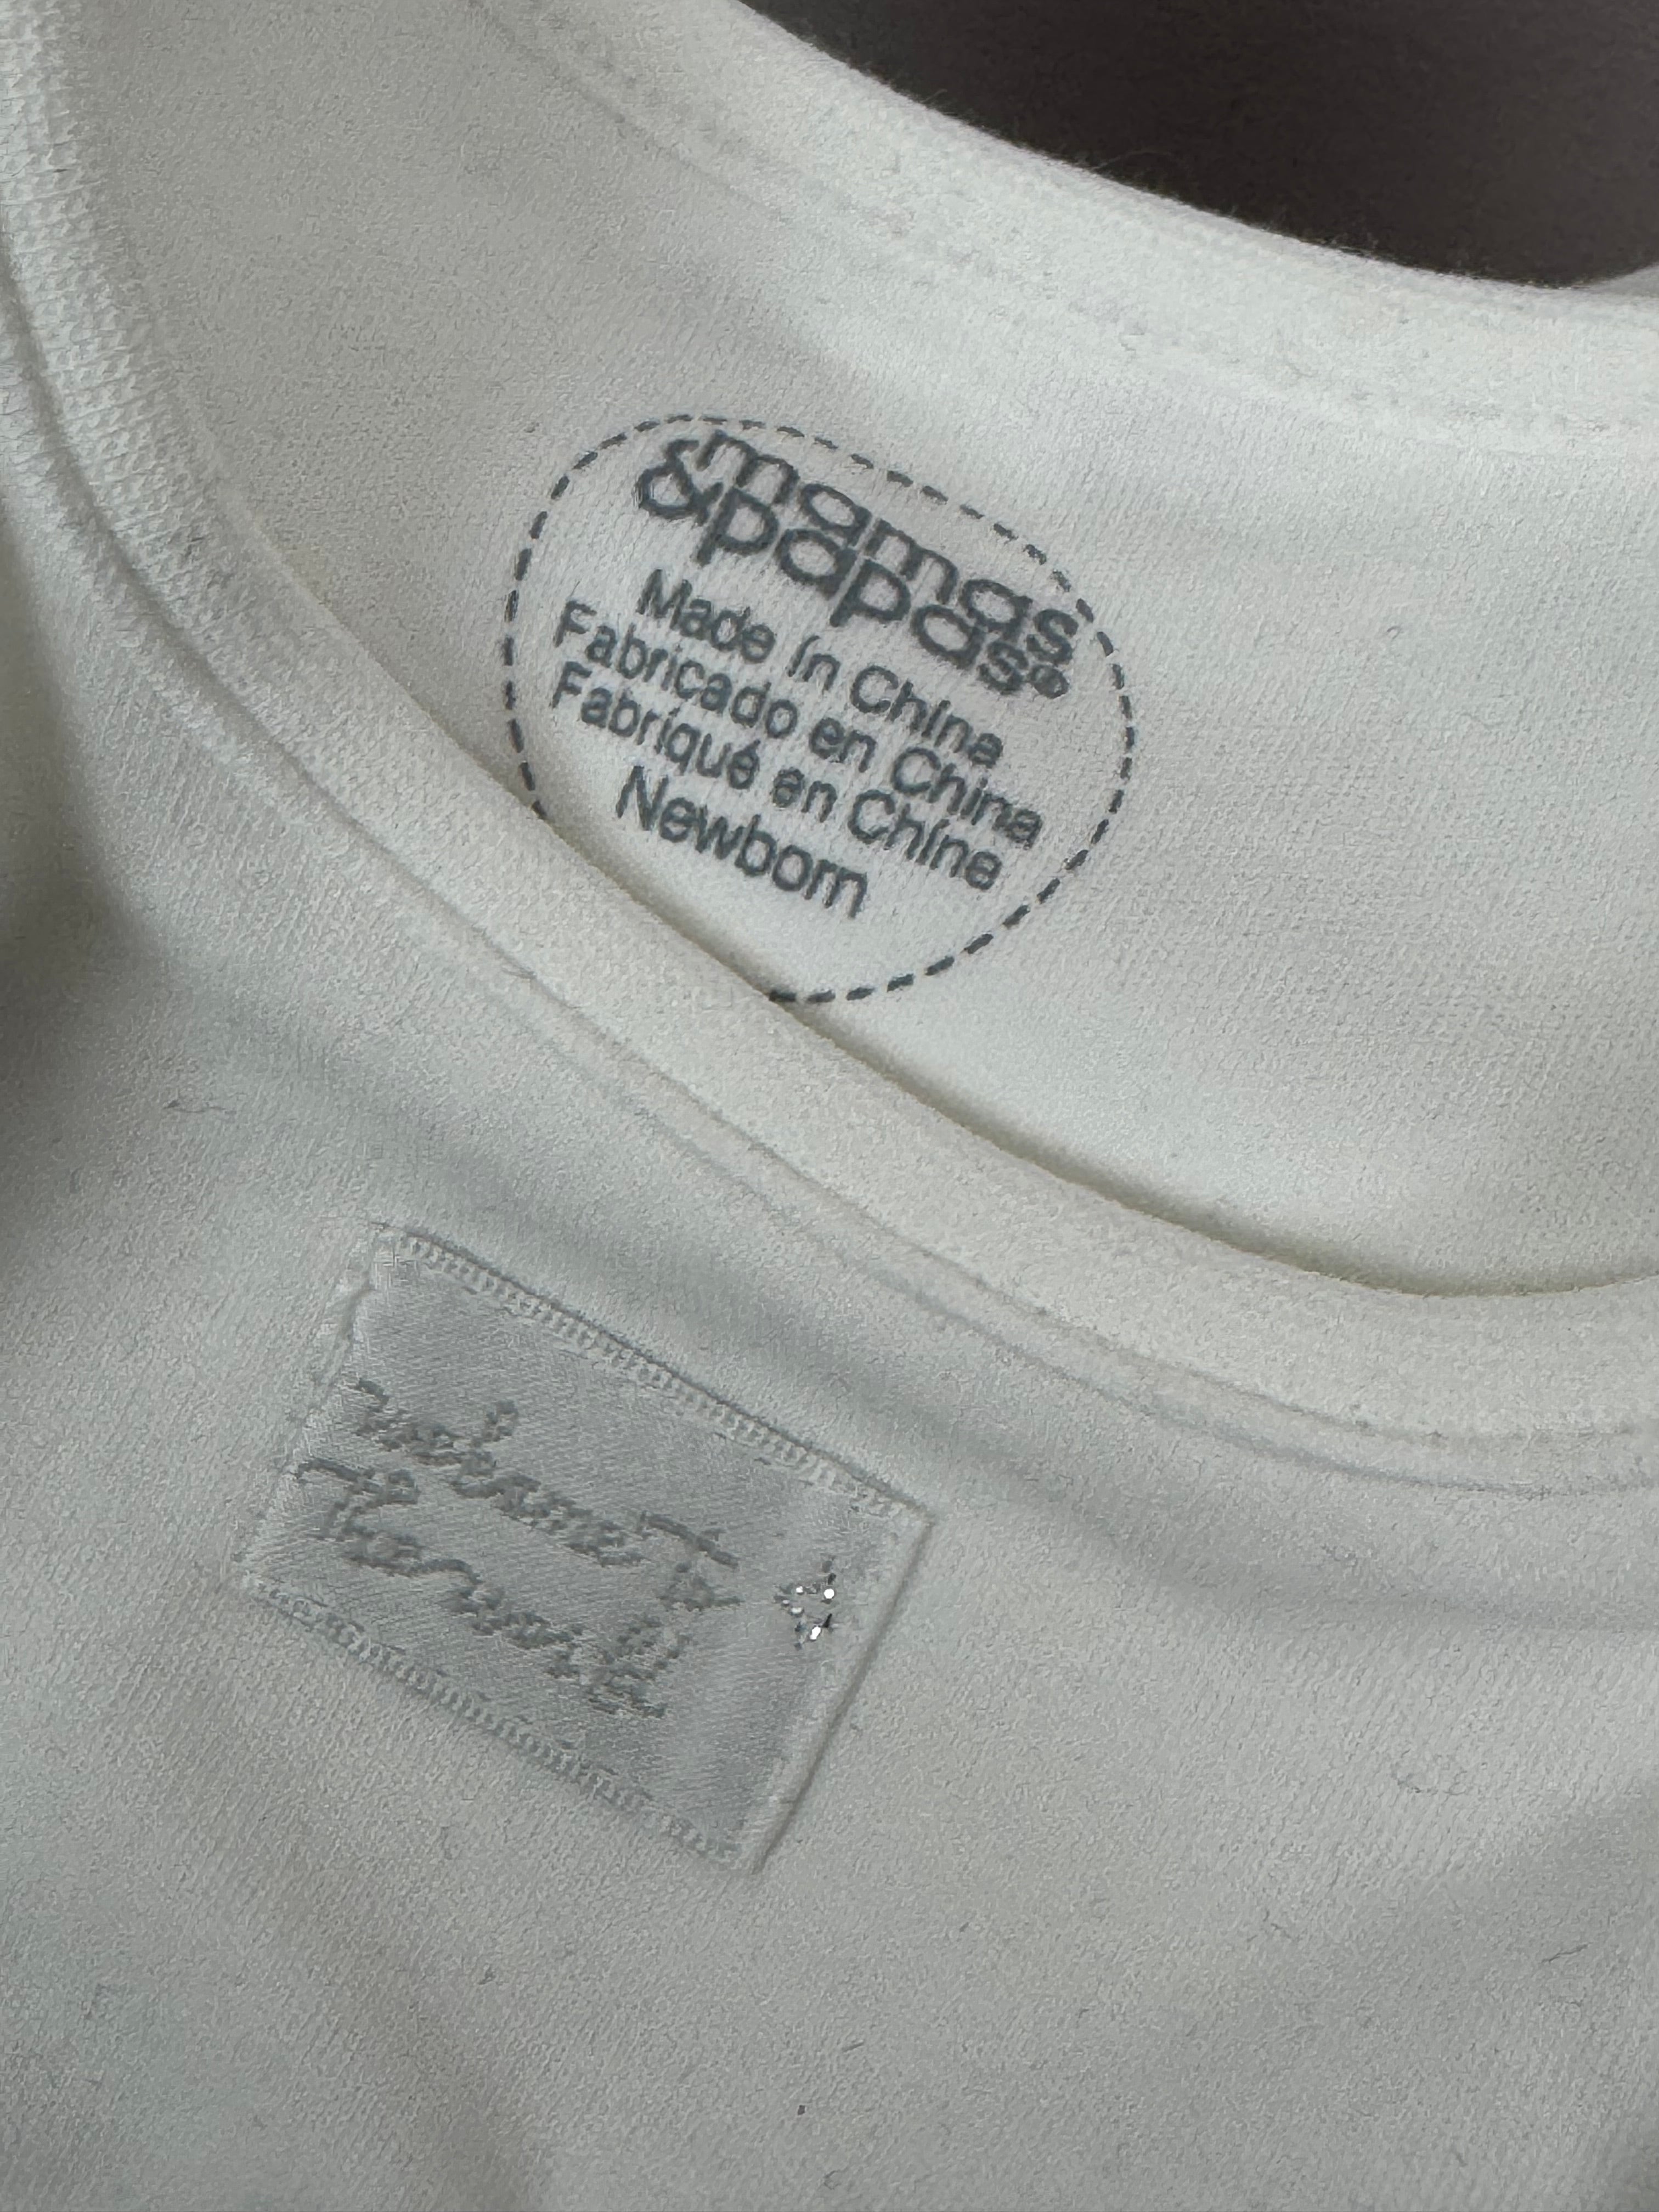 mamas
&papas®
Made in China
Fabricado en China
Fabriqué en Chine
Newborn
welcome to
the world